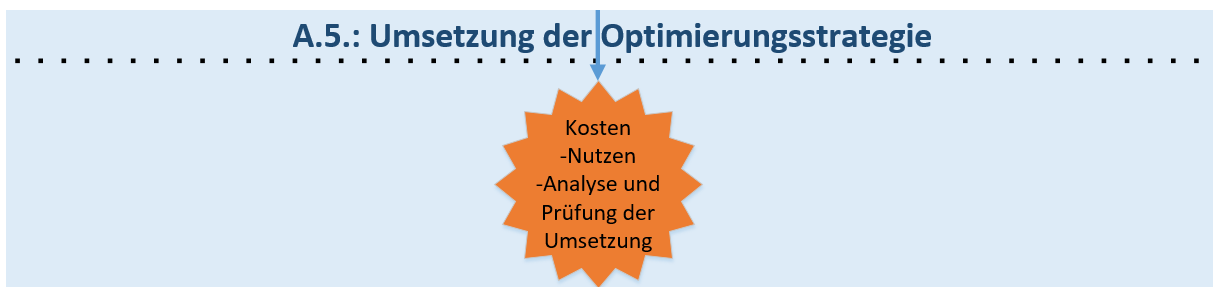 A.5.: Umsetzung der Optimierungsstrategie
Kosten
-Nutzen
-Analyse und
Prüfung der
Umsetzung